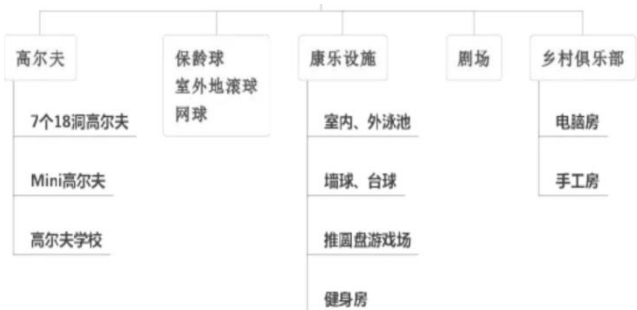 高尔夫
7个18洞高尔夫
Mini高尔夫
高尔夫学校
保龄球
室外地滚球
网球
康乐设施
室内、外泳池
墙球、台球
推圆盘游戏场
健身房
剧场
乡村俱乐部
电脑房
手工房